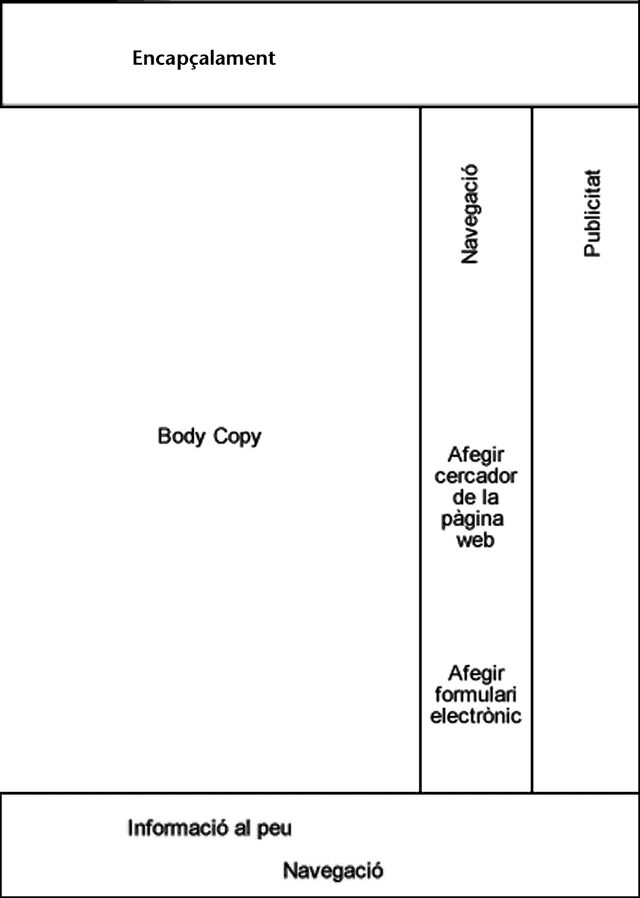 Encapçalament
Navegació
Publicitat
Body Copy
Afegir
cercador
de la
pàgina
web
Afegir
formulari
electrònic
Informació al peu
Navegació